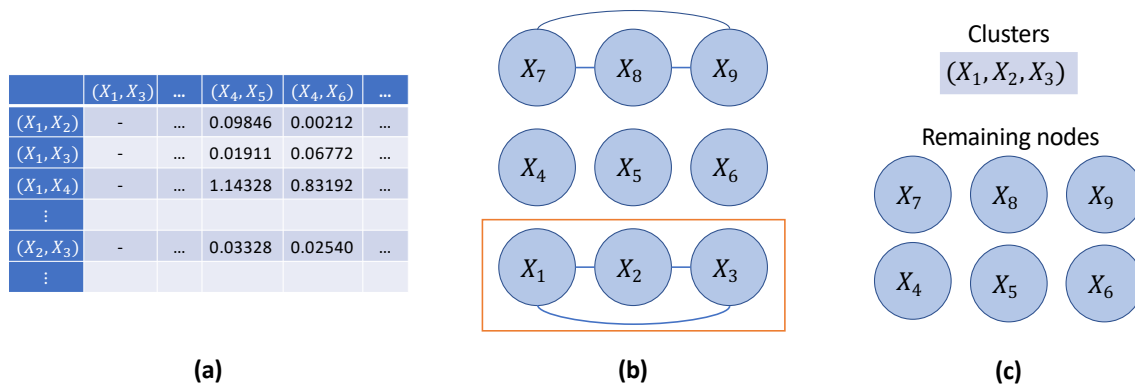 (X₁, X₃) ... (X₄, X₅) (X₄, X₆) ...
(X₁, X₂) - ... 0.09846 0.00212 ...
(X₁, X₃) - ... 0.01911 0.06772 ...
(X₁, X₄) - ... 1.14328 0.83192 ...
⋮
(X₂, X₃) - ... 0.03328 0.02540 ...
⋮
(a)
X₇ X₈ X₉
X₄ X₅ X₆
X₁ X₂ X₃
(b)
Clusters
(X₁, X₂, X₃)
Remaining nodes
X₇ X₈ X₉
X₄ X₅ X₆
(c)